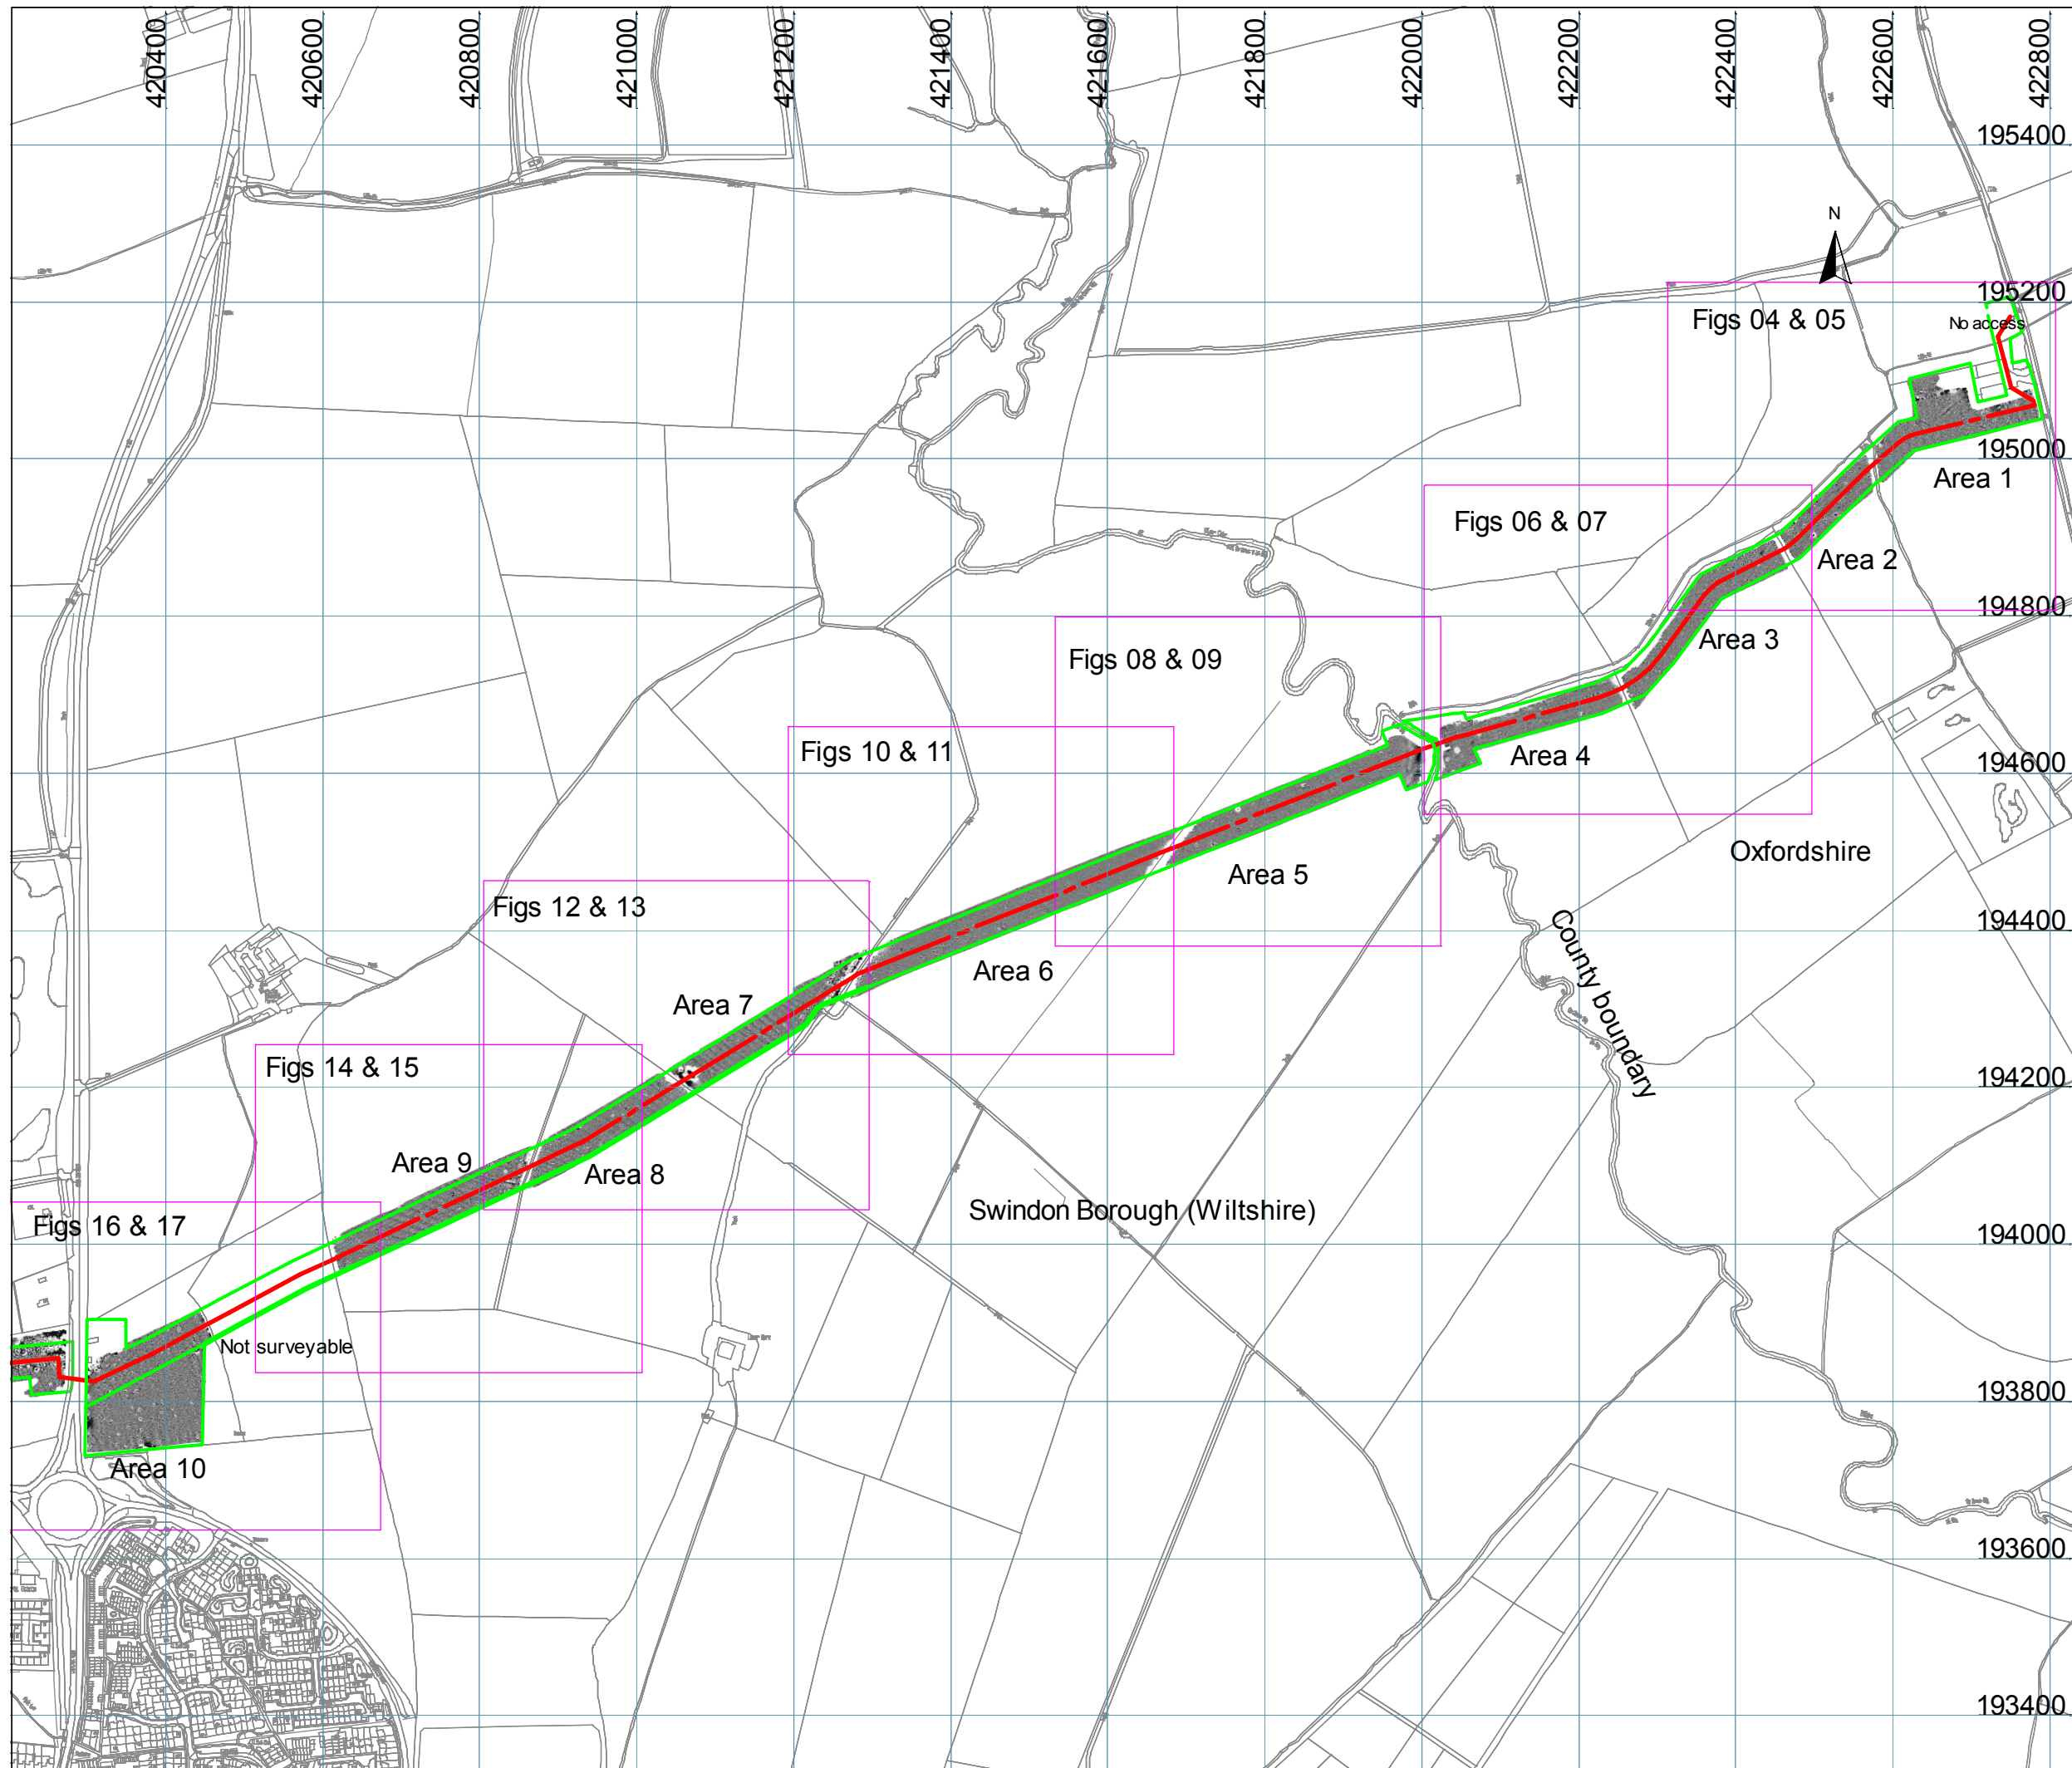 420400
420600
420800
421000
421200
421400
421600
421800
422000
422200
422400
422600
422800
195400
N
195200
Figs 04 & 05
No access
195000
Area 1
Figs 06 & 07
Area 2
194800
Area 3
Figs 08 & 09
Figs 10 & 11
Area 4
194600
Oxfordshire
Area 5
Figs 12 & 13
194400
County boundary
Area 6
Area 7
Figs 14 & 15
194200
Area 9
Area 8
Swindon Borough (Wiltshire)
Figs 16 & 17
194000
Not surveyable
193800
Area 10
193600
193400